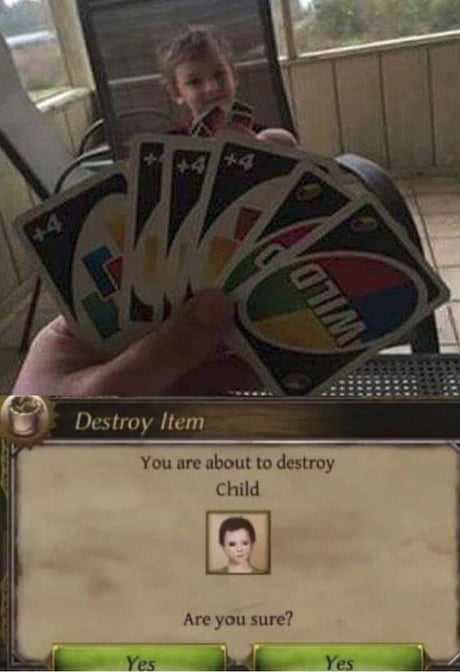 +4
+4
+4
+4
WILD
Destroy Item
You are about to destroy
Child
Are you sure?
Yes
Yes